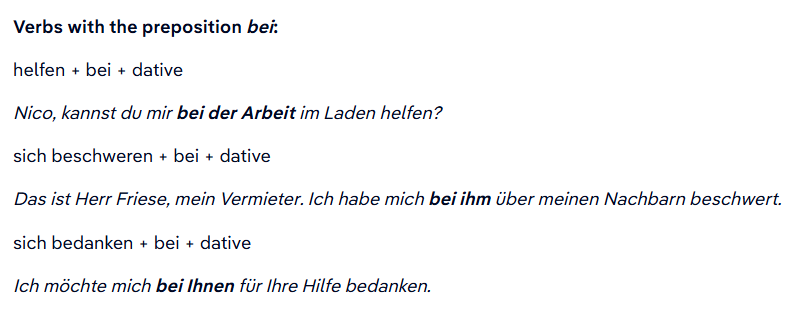 Verbs with the preposition bei:
helfen + bei + dative
Nico, kannst du mir bei der Arbeit im Laden helfen?
sich beschweren + bei + dative
Das ist Herr Friese, mein Vermieter. Ich habe mich bei ihm über meinen Nachbarn beschwert.
sich bedanken + bei + dative
Ich möchte mich bei Ihnen für Ihre Hilfe bedanken.